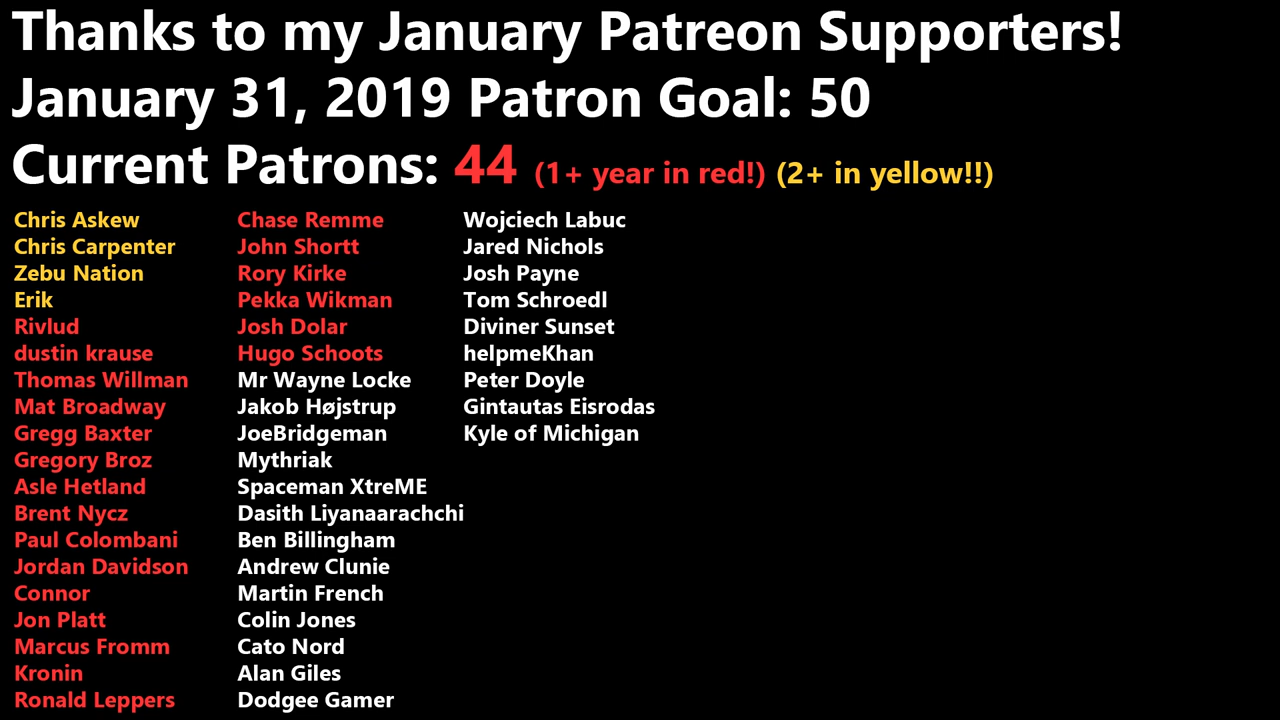 Thanks to my January Patreon Supporters!
January 31, 2019 Patron Goal: 50
Current Patrons: 44 (1+ year in red!) (2+ in yellow!!)
Chris Askew
Chris Carpenter
Zebu Nation
Erik
Rivlud
dustin krause
Thomas Willman
Mat Broadway
Gregg Baxter
Gregory Broz
Asle Hetland
Brent Nycz
Paul Colombani
Jordan Davidson
Connor
Jon Platt
Marcus Fromm
Kronin
Ronald Leppers
Chase Remme
John Shortt
Rory Kirke
Pekka Wikman
Josh Dolar
Hugo Schoots
Mr Wayne Locke
Jakob Højstrup
JoeBridgeman
Mythriak
Spaceman XtreME
Dasith Liyanaarachchi
Ben Billingham
Andrew Clunie
Martin French
Colin Jones
Cato Nord
Alan Giles
Dodgee Gamer
Wojciech Labuc
Jared Nichols
Josh Payne
Tom Schroedl
Diviner Sunset
helpmeKhan
Peter Doyle
Gintautas Eisrodas
Kyle of Michigan